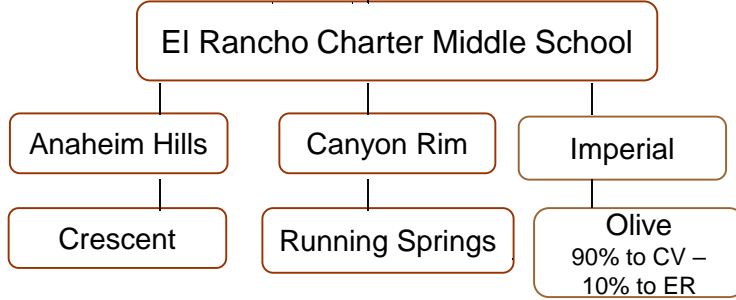 El Rancho Charter Middle School
Anaheim Hills
Canyon Rim
Imperial
Crescent
Running Springs
Olive
90% to CV –
10% to ER